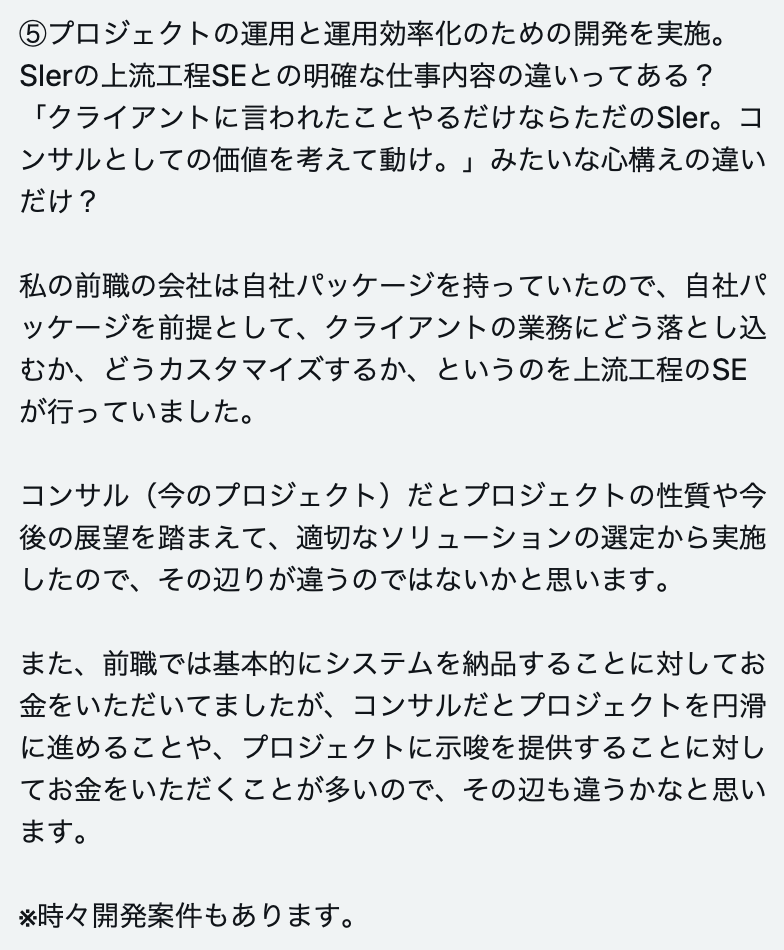 ⑤プロジェクトの運用と運用効率化のための開発を実施。
SIerの上流工程SEとの明確な仕事内容の違いってある？
「クライアントに言われたことやるだけならただのSIer。コ
ンサルとしての価値を考えて動け。」みたいな心構えの違い
だけ？
私の前職の会社は自社パッケージを持っていたので、自社パ
ッケージを前提として、クライアントの業務にどう落とし込
むか、どうカスタマイズするか、というのを上流工程のSE
が行っていました。
コンサル（今のプロジェクト）だとプロジェクトの性質や今
後の展望を踏まえて、適切なソリューションの選定から実施
したので、その辺りが違うのではないかと思います。
また、前職では基本的にシステムを納品することに対してお
金をいただいてましたが、コンサルだとプロジェクトを円滑
に進めることや、プロジェクトに示唆を提供することに対し
てお金をいただくことが多いので、その辺も違うかなと思い
ます。
※時々開発案件もあります。